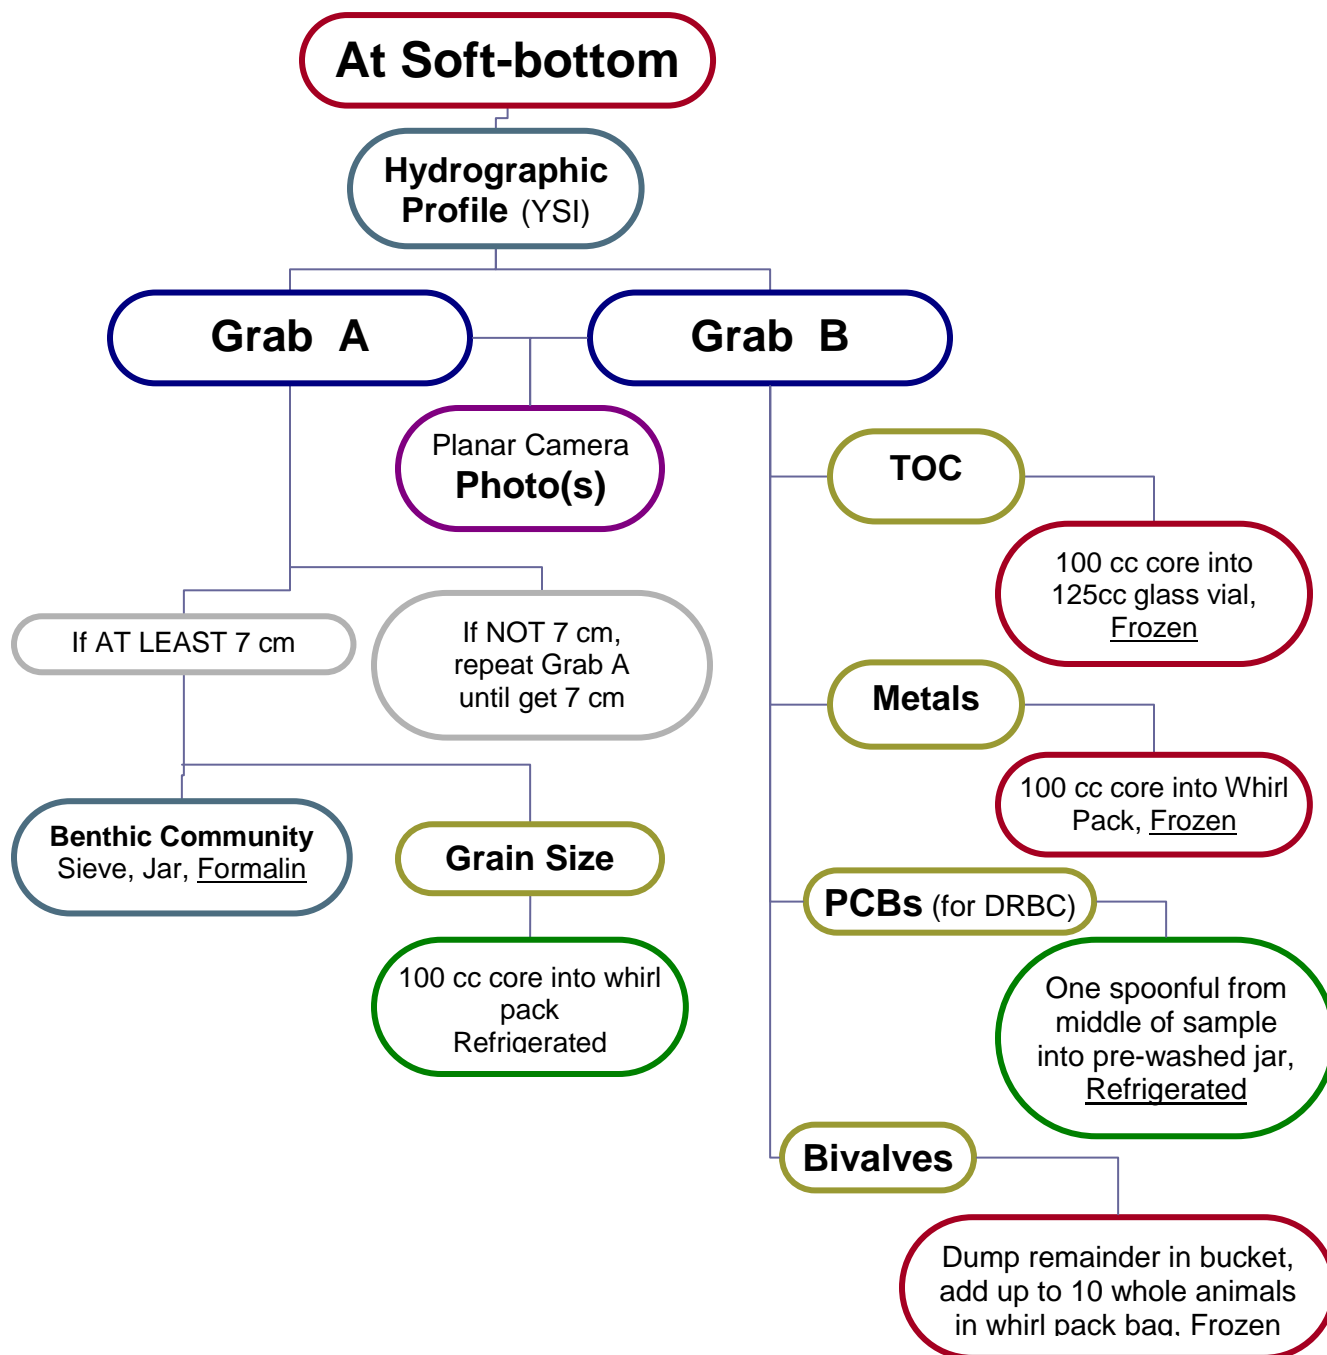 At Soft-bottom
Hydrographic
Profile (YSI)
Grab A
Grab B
Planar Camera
Photo(s)
TOC
100 cc core into
125cc glass vial,
Frozen
If AT LEAST 7 cm
If NOT 7 cm,
repeat Grab A
until get 7 cm
Metals
100 cc core into Whirl
Pack, Frozen
Benthic Community
Sieve, Jar, Formalin
Grain Size
100 cc core into whirl
pack
Refrigerated
PCBs (for DRBC)
One spoonful from
middle of sample
into pre-washed jar,
Refrigerated
Bivalves
Dump remainder in bucket,
add up to 10 whole animals
in whirl pack bag, Frozen